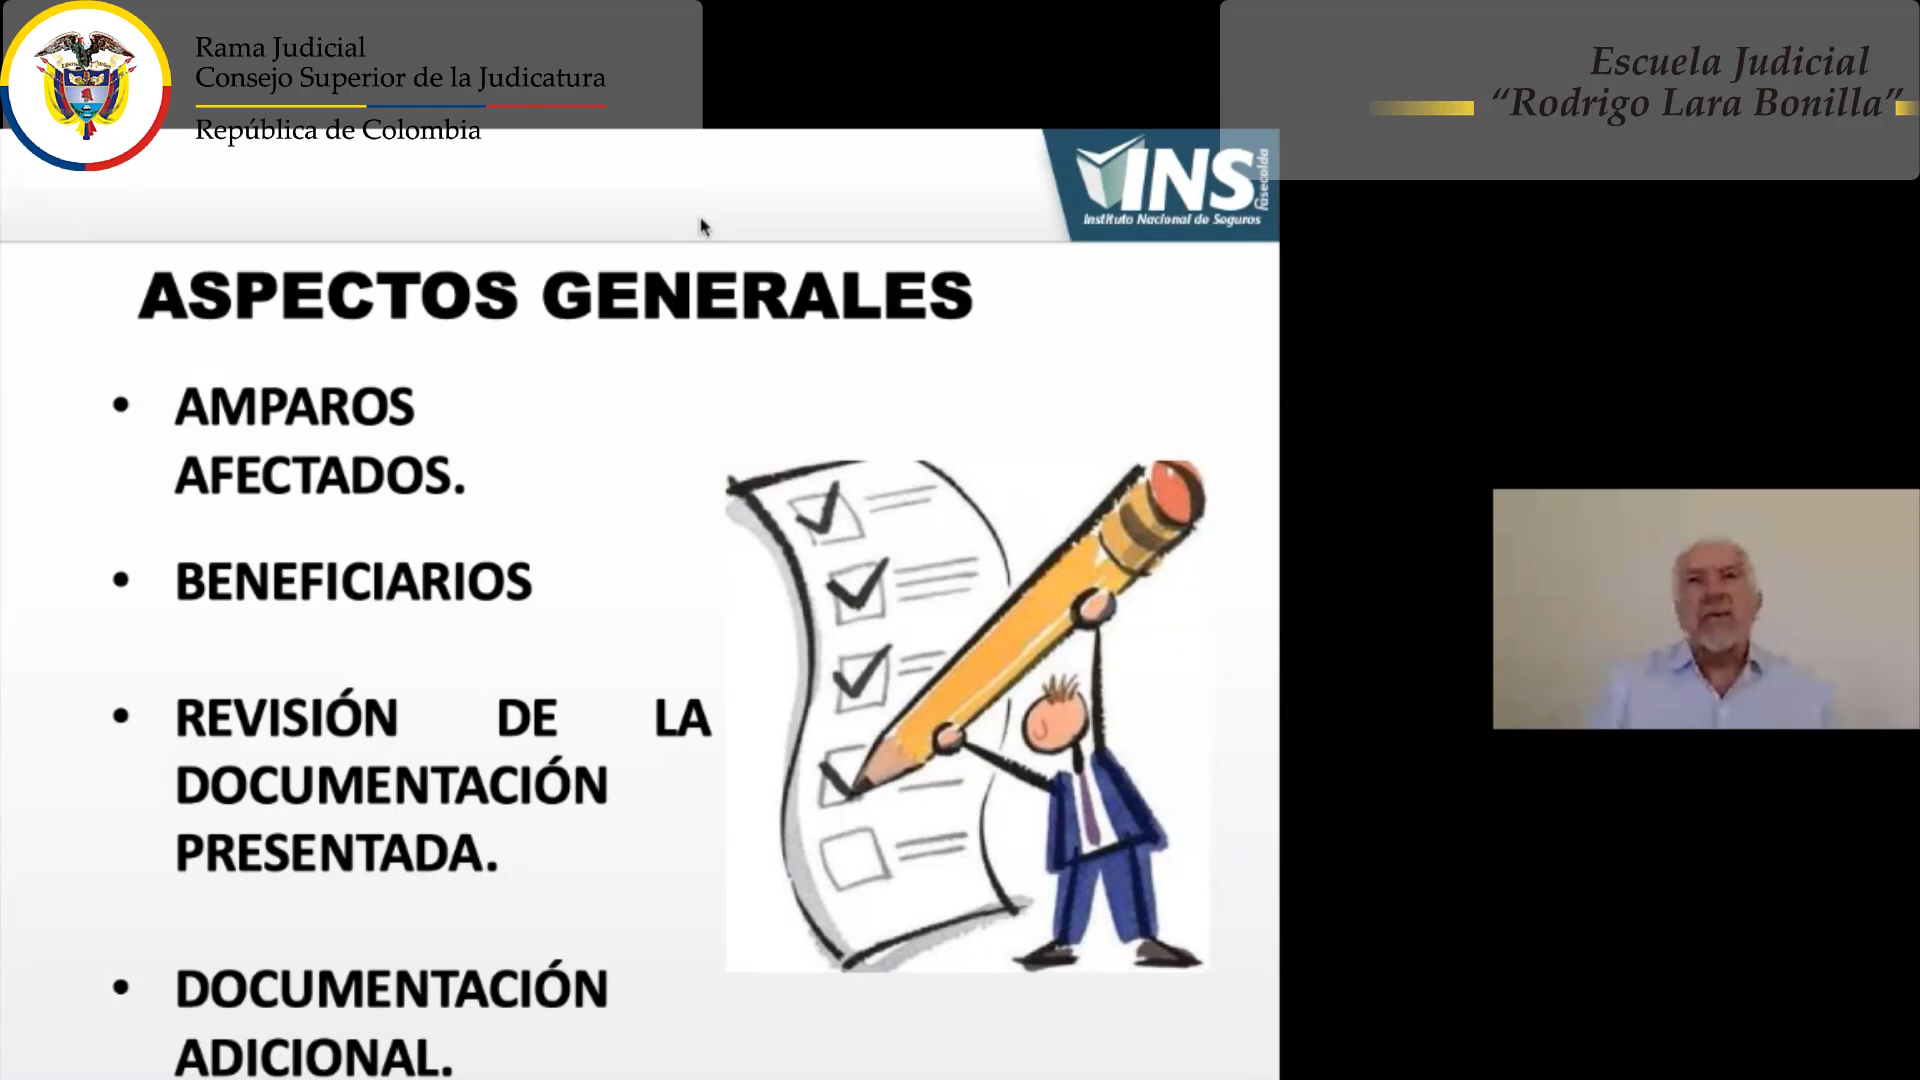 Rama Judicial
Consejo Superior de la Judicatura
República de Colombia
Escuela Judicial
“Rodrigo Lara Bonilla”
INS
fasecolda
Instituto Nacional de Seguros
ASPECTOS GENERALES
• AMPAROS
AFECTADOS.
• BENEFICIARIOS
• REVISIÓN DE LA
DOCUMENTACIÓN
PRESENTADA.
• DOCUMENTACIÓN
ADICIONAL.